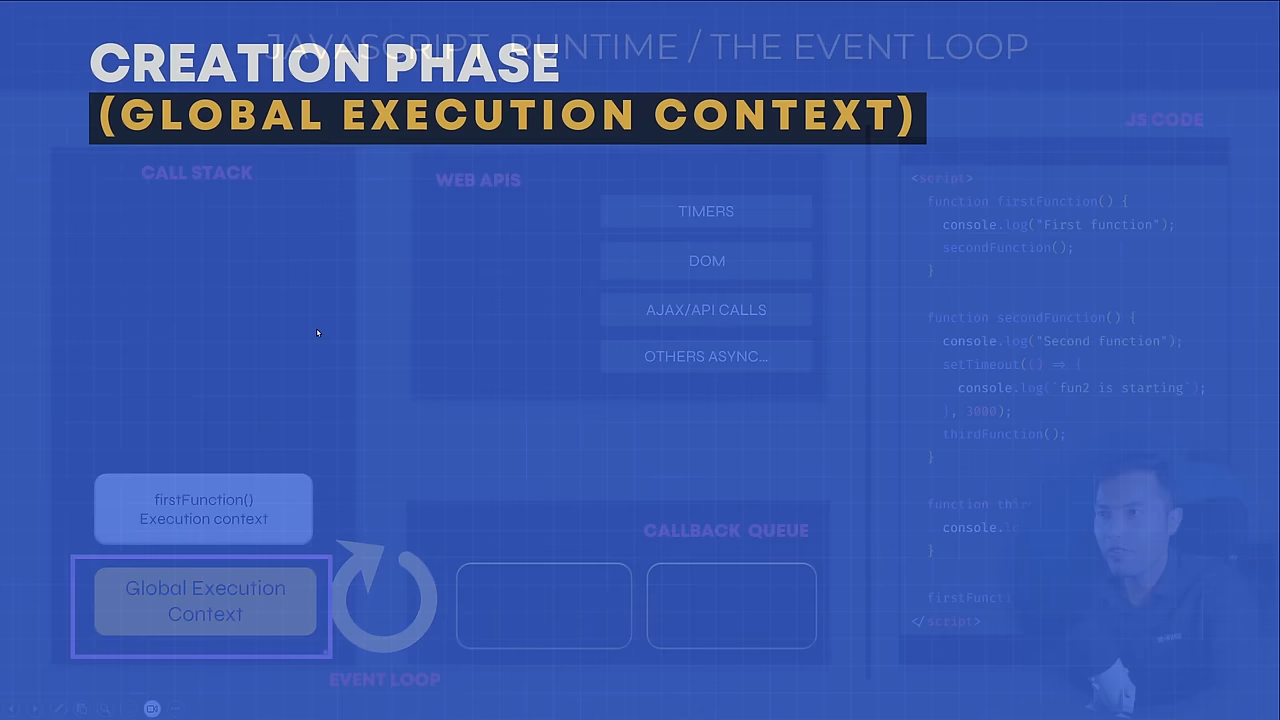 JAVASCRIPT RUNTIME / THE EVENT LOOP
CREATION PHASE
(GLOBAL EXECUTION CONTEXT)
JS CODE
CALL STACK
WEB APIS
TIMERS
DOM
AJAX/API CALLS
OTHERS ASYNC...
<script>
function firstFunction() {
console.log("First function");
secondFunction();
}
function secondFunction() {
console.log("Second function");
setTimeout(() => {
console.log(`fun2 is starting`);
}, 3000);
thirdFunction();
}
function
console.
}
</script>
firstFunction()
Execution context
Global Execution
Context
CALLBACK QUEUE
EVENT LOOP